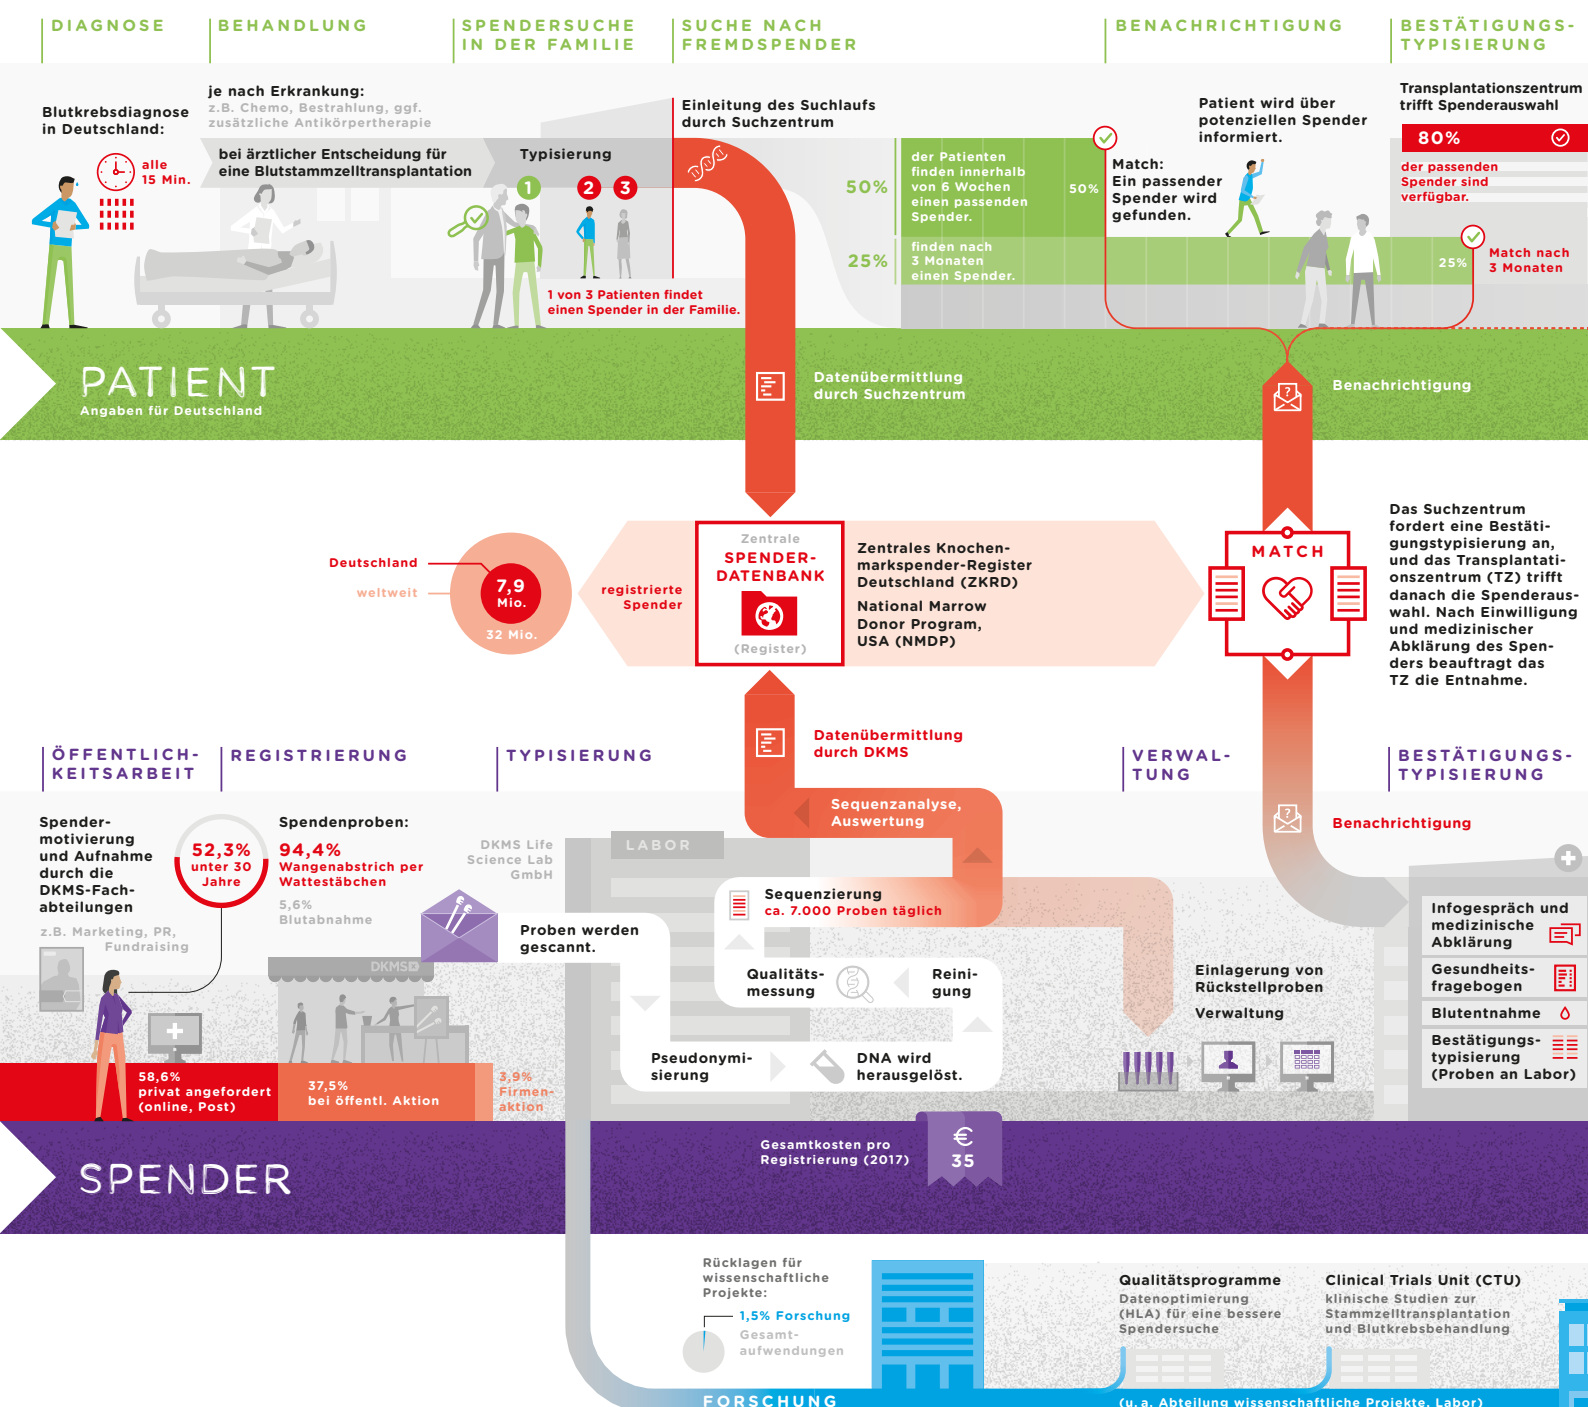 DIAGNOSE
BEHANDLUNG
SPENDERSUCHE
IN DER FAMILIE
SUCHE NACH
FREMDSPENDER
BENACHRICHTIGUNG
BESTÄTIGUNGS-
TYPISIERUNG
Blutkrebsdiagnose
in Deutschland:
alle
15 Min.
je nach Erkrankung:
z.B. Chemo, Bestrahlung, ggf.
zusätzliche Antikörpertherapie
bei ärztlicher Entscheidung für
eine Blutstammzelltransplantation
Typisierung
1
2
3
1 von 3 Patienten findet
einen Spender in der Familie.
Einleitung des Suchlaufs
durch Suchzentrum
50%
der Patienten
finden innerhalb
von 6 Wochen
einen passenden
Spender.
50%
25%
finden nach
3 Monaten
einen Spender.
25%
Match:
Ein passender
Spender wird
gefunden.
Patient wird über
potenziellen Spender
informiert.
Match nach
3 Monaten
Transplantationszentrum
trifft Spenderauswahl
80%
der passenden
Spender sind
verfügbar.
PATIENT
Angaben für Deutschland
Datenübermittlung
durch Suchzentrum
?
Benachrichtigung
Deutschland
weltweit
7,9
Mio.
32 Mio.
registrierte
Spender
Zentrale
SPENDER-
DATENBANK
(Register)
Zentrales Knochen-
markspender-Register
Deutschland (ZKRD)
National Marrow
Donor Program,
USA (NMDP)
MATCH
Das Suchzentrum
fordert eine Bestäti-
gungstypisierung an,
und das Transplantati-
onszentrum (TZ) trifft
danach die Spenderaus-
wahl. Nach Einwilligung
und medizinischer
Abklärung des Spen-
ders beauftragt das
TZ die Entnahme.
Datenübermittlung
durch DKMS
ÖFFENTLICH-
KEITSARBEIT
REGISTRIERUNG
TYPISIERUNG
VERWAL-
TUNG
BESTÄTIGUNGS-
TYPISIERUNG
Spender-
motivierung
und Aufnahme
durch die
DKMS-Fach-
abteilungen
z.B. Marketing, PR,
Fundraising
52,3%
unter 30
Jahre
Spendenproben:
94,4%
Wangenabstrich per
Wattestäbchen
5,6%
Blutabnahme
DKMS
58,6%
privat angefordert
(online, Post)
37,5%
bei öffentl. Aktion
3,9%
Firmen-
aktion
DKMS Life
Science Lab
GmbH
LABOR
Proben werden
gescannt.
Pseudonymi-
sierung
DNA wird
herausgelöst.
Reini-
gung
Qualitäts-
messung
Sequenzierung
ca. 7.000 Proben täglich
Sequenzanalyse,
Auswertung
Einlagerung von
Rückstellproben
Verwaltung
?
Benachrichtigung
Infogespräch und
medizinische
Abklärung
Gesundheits-
fragebogen
Blutentnahme
Bestätigungs-
typisierung
(Proben an Labor)
SPENDER
Gesamtkosten pro
Registrierung (2017)
€
35
Rücklagen für
wissenschaftliche
Projekte:
1,5% Forschung
Gesamt-
aufwendungen
Qualitätsprogramme
Datenoptimierung
(HLA) für eine bessere
Spendersuche
Clinical Trials Unit (CTU)
klinische Studien zur
Stammzelltransplantation
und Blutkrebsbehandlung
FORSCHUNG
(u. a. Abteilung wissenschaftliche Projekte, Labor)